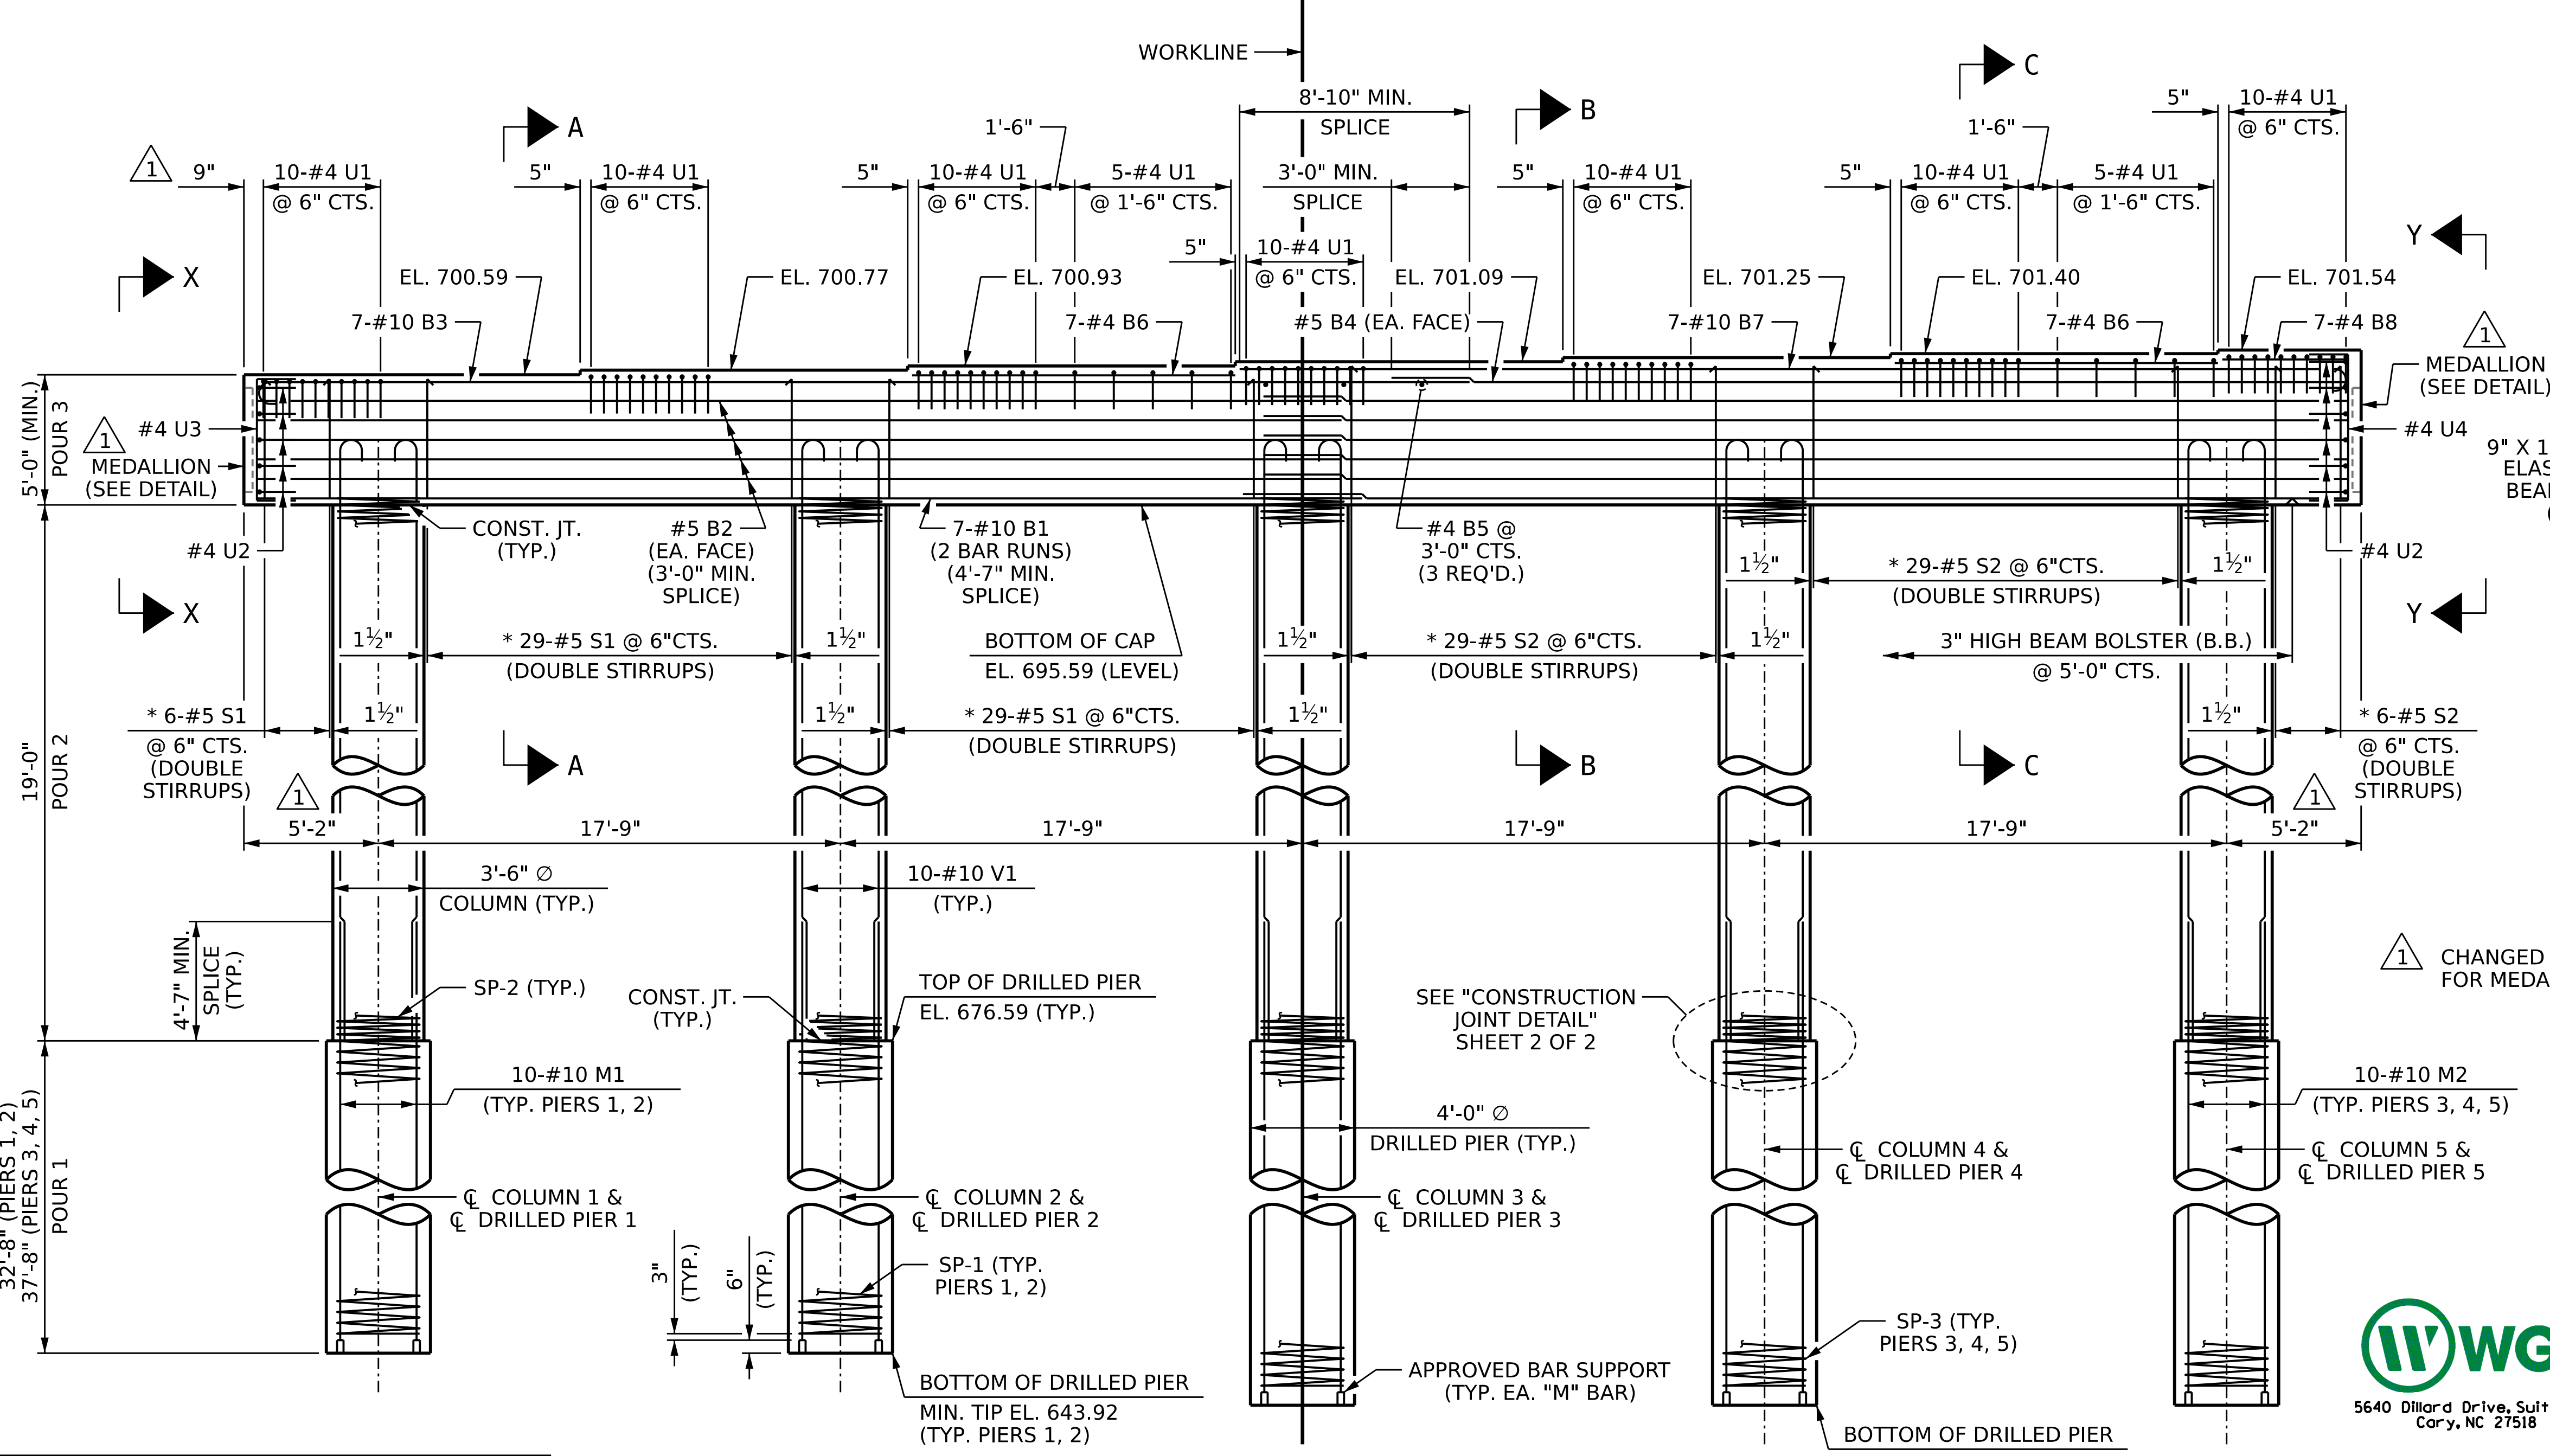 WORKLINE
C
8'-10" MIN.
SPLICE
B
A
5"
10-#4 U1
@ 6" CTS.
1'-6"
1'-6"
1
9"
10-#4 U1
@ 6" CTS.
5"
10-#4 U1
@ 6" CTS.
5"
10-#4 U1
@ 6" CTS.
5-#4 U1
@ 1'-6" CTS.
3'-0" MIN.
SPLICE
5"
10-#4 U1
@ 6" CTS.
5"
10-#4 U1
@ 6" CTS.
5-#4 U1
@ 1'-6" CTS.
5"
10-#4 U1
@ 6" CTS.
X
Y
EL. 700.59
EL. 700.77
EL. 700.93
EL. 701.09
EL. 701.25
EL. 701.40
EL. 701.54
7-#10 B3
7-#4 B6
#5 B4 (EA. FACE)
7-#10 B7
7-#4 B6
7-#4 B8
1
MEDALLION
(SEE DETAIL)
5'-0" (MIN.)
POUR 3
1
#4 U3
MEDALLION
(SEE DETAIL)
#4 U4
9" X 1
ELAS
BEA
(
#4 U2
CONST. JT.
(TYP.)
#5 B2
(EA. FACE)
(3'-0" MIN.
SPLICE)
7-#10 B1
(2 BAR RUNS)
(4'-7" MIN.
SPLICE)
#4 B5 @
3'-0" CTS.
(3 REQ'D.)
1½"
* 29-#5 S2 @ 6"CTS.
(DOUBLE STIRRUPS)
1½"
#4 U2
X
Y
1½"
* 29-#5 S1 @ 6"CTS.
(DOUBLE STIRRUPS)
1½"
BOTTOM OF CAP
EL. 695.59 (LEVEL)
1½"
* 29-#5 S2 @ 6"CTS.
(DOUBLE STIRRUPS)
1½"
3" HIGH BEAM BOLSTER (B.B.)
@ 5'-0" CTS.
* 6-#5 S1
@ 6" CTS.
(DOUBLE
STIRRUPS)
1½"
1½"
* 29-#5 S1 @ 6"CTS.
(DOUBLE STIRRUPS)
1½"
1½"
* 6-#5 S2
@ 6" CTS.
(DOUBLE
STIRRUPS)
A
B
C
19'-0"
POUR 2
1
1
5'-2"
17'-9"
17'-9"
17'-9"
17'-9"
5'-2"
3'-6" ∅
COLUMN (TYP.)
10-#10 V1
(TYP.)
4'-7" MIN.
SPLICE
(TYP.)
SP-2 (TYP.)
CONST. JT.
(TYP.)
TOP OF DRILLED PIER
EL. 676.59 (TYP.)
SEE "CONSTRUCTION
JOINT DETAIL"
SHEET 2 OF 2
1
CHANGED
FOR MEDA
10-#10 M1
(TYP. PIERS 1, 2)
10-#10 M2
(TYP. PIERS 3, 4, 5)
4'-0" ∅
DRILLED PIER (TYP.)
32'-8" (PIERS 1, 2)
37'-8" (PIERS 3, 4, 5)
POUR 1
℄ COLUMN 1 &
℄ DRILLED PIER 1
℄ COLUMN 2 &
℄ DRILLED PIER 2
℄ COLUMN 3 &
℄ DRILLED PIER 3
℄ COLUMN 4 &
℄ DRILLED PIER 4
℄ COLUMN 5 &
℄ DRILLED PIER 5
3"
(TYP.)
6"
(TYP.)
SP-1 (TYP.
PIERS 1, 2)
SP-3 (TYP.
PIERS 3, 4, 5)
APPROVED BAR SUPPORT
(TYP. EA. "M" BAR)
BOTTOM OF DRILLED PIER
MIN. TIP EL. 643.92
(TYP. PIERS 1, 2)
BOTTOM OF DRILLED PIER
WG
5640 Dillard Drive, Suit
Cary, NC 27518